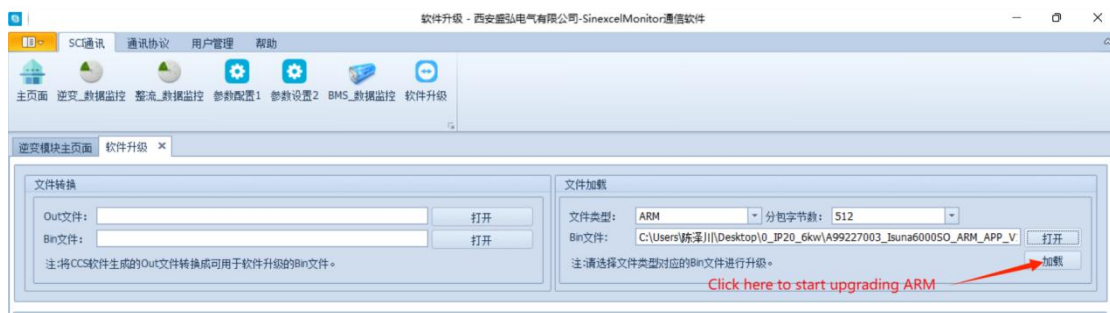 软件升级 - 西安盛弘电气有限公司-SinexcelMonitor通信软件
SCI通讯 通讯协议 用户管理 帮助
主页面 逆变_数据监控 整流_数据监控 参数配置1 参数设置2 BMS_数据监控 软件升级
逆变模块主页面 软件升级
文件转换
Out文件: 打开
Bin文件: 打开
注:将CCS软件生成的Out文件转换成可用于软件升级的Bin文件。
文件加载
文件类型: ARM 分包字节数: 512
Bin文件: C:\Users\陈泽川\Desktop\0_IP20_6kw\A99227003_Isuna6000SO_ARM_APP_V 打开
注:请选择文件类型对应的Bin文件进行升级。 加载
Click here to start upgrading ARM